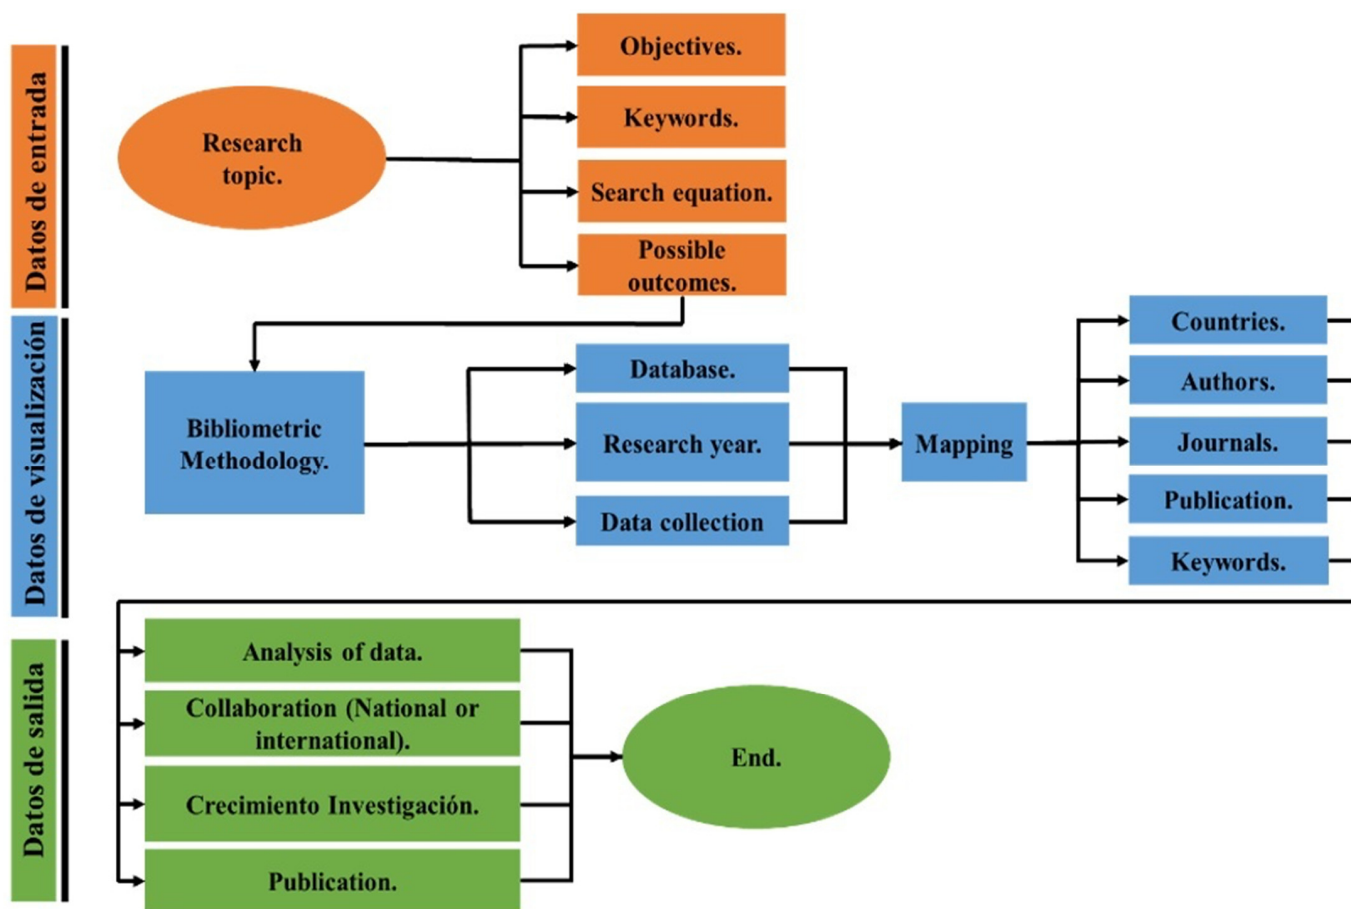 Datos de entrada
Research
topic.
Objectives.
Keywords.
Search equation.
Possible
outcomes.
Datos de visualización
Bibliometric
Methodology.
Database.
Research year.
Data collection
Mapping
Countries.
Authors.
Journals.
Publication.
Keywords.
Datos de salida
Analysis of data.
Collaboration (National or
international).
Crecimiento Investigación.
Publication.
End.